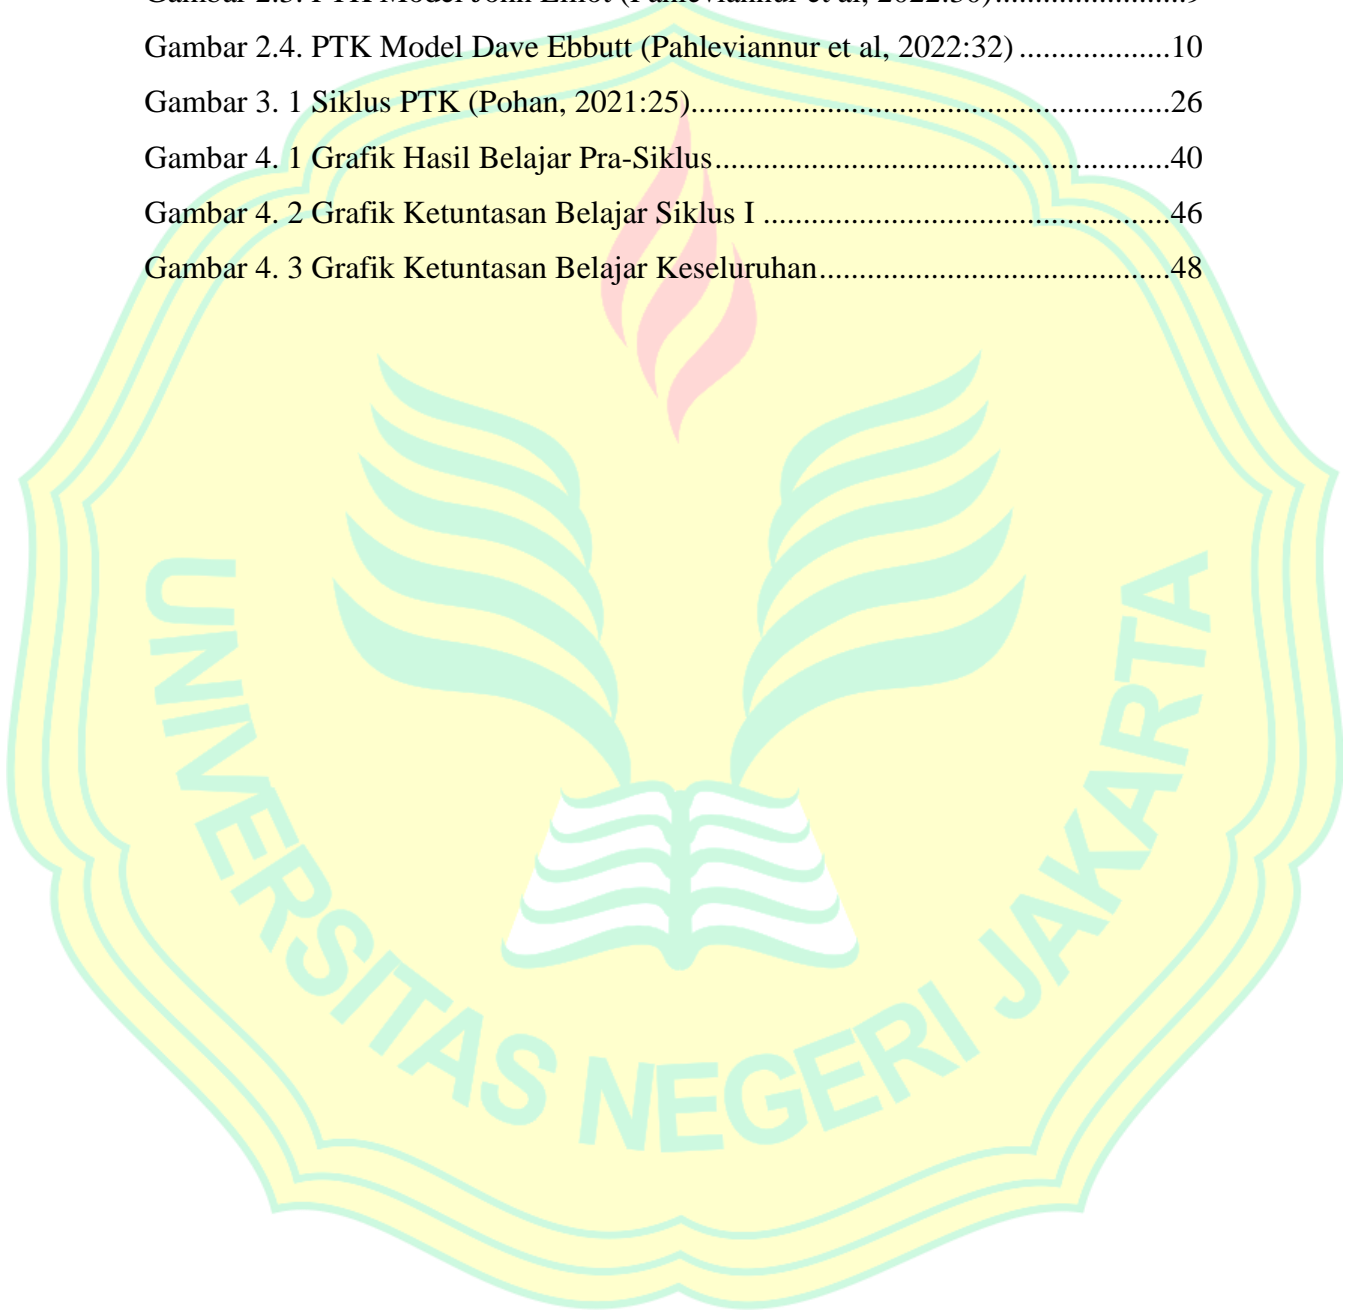 Gambar 2.4. PTK Model Dave Ebbutt (Pahleviannur et al, 2022:32) ...................10
Gambar 3. 1 Siklus PTK (Pohan, 2021:25).............................................................26
Gambar 4. 1 Grafik Hasil Belajar Pra-Siklus..........................................................40
Gambar 4. 2 Grafik Ketuntasan Belajar Siklus I ....................................................46
Gambar 4. 3 Grafik Ketuntasan Belajar Keseluruhan.............................................48
UNIVERSITAS NEGERI JAKARTA